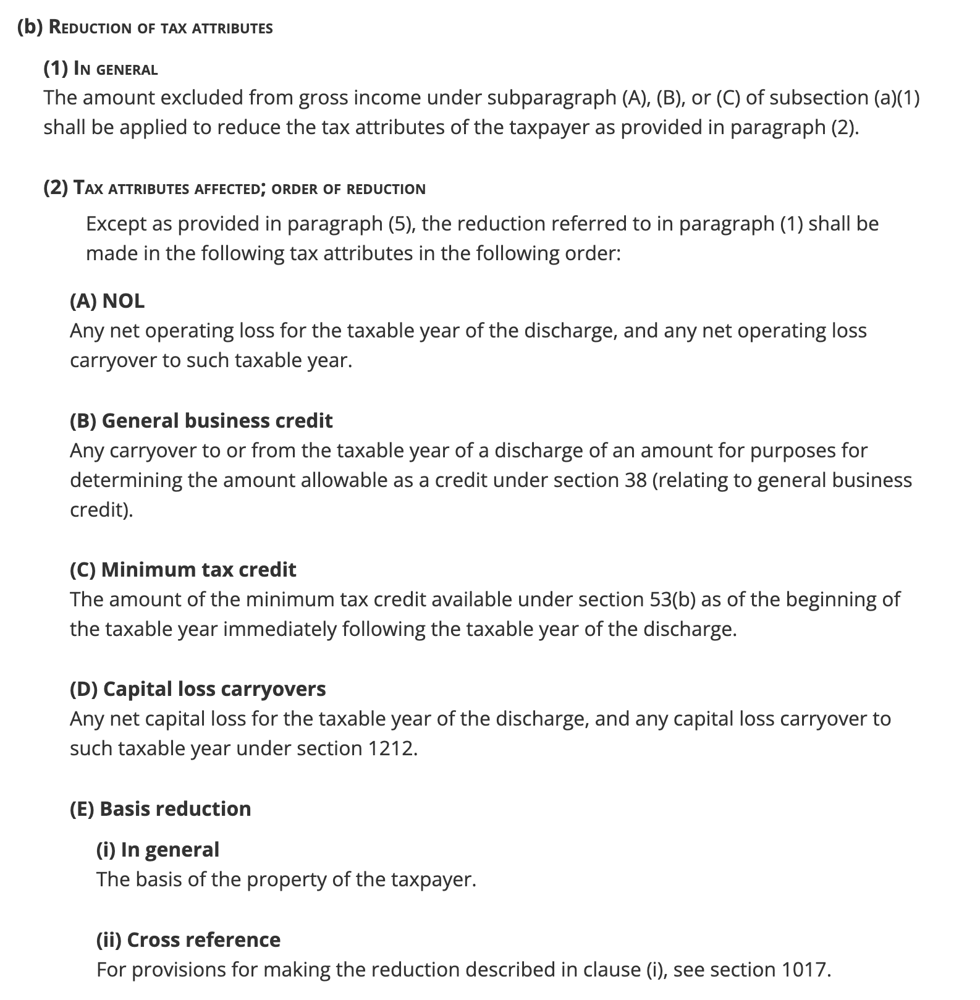 (b) Reduction of tax attributes
(1) In general
The amount excluded from gross income under subparagraph (A), (B), or (C) of subsection (a)(1)
shall be applied to reduce the tax attributes of the taxpayer as provided in paragraph (2).
(2) Tax attributes affected; order of reduction
Except as provided in paragraph (5), the reduction referred to in paragraph (1) shall be
made in the following tax attributes in the following order:
(A) NOL
Any net operating loss for the taxable year of the discharge, and any net operating loss
carryover to such taxable year.
(B) General business credit
Any carryover to or from the taxable year of a discharge of an amount for purposes for
determining the amount allowable as a credit under section 38 (relating to general business
credit).
(C) Minimum tax credit
The amount of the minimum tax credit available under section 53(b) as of the beginning of
the taxable year immediately following the taxable year of the discharge.
(D) Capital loss carryovers
Any net capital loss for the taxable year of the discharge, and any capital loss carryover to
such taxable year under section 1212.
(E) Basis reduction
(i) In general
The basis of the property of the taxpayer.
(ii) Cross reference
For provisions for making the reduction described in clause (i), see section 1017.